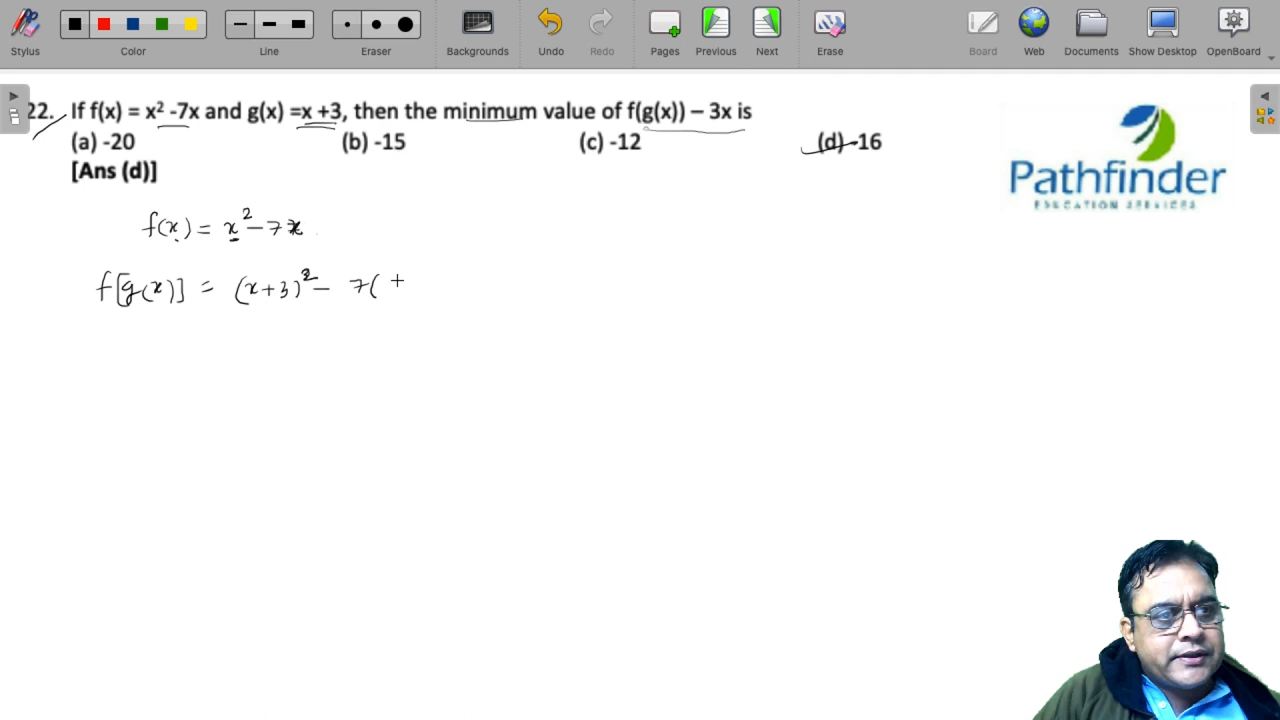 Stylus Color Line Eraser Backgrounds Undo Redo Pages Previous Next Erase Board Web Documents Show Desktop OpenBoard
22. If f(x) = x² -7x and g(x) =x +3, then the minimum value of f(g(x)) – 3x is
(a) -20 (b) -15 (c) -12 (d) -16
[Ans (d)]
Pathfinder
EDUCATION SERVICES
f(x) = x² - 7x
f[g(x)] = (x+3)² - 7( +